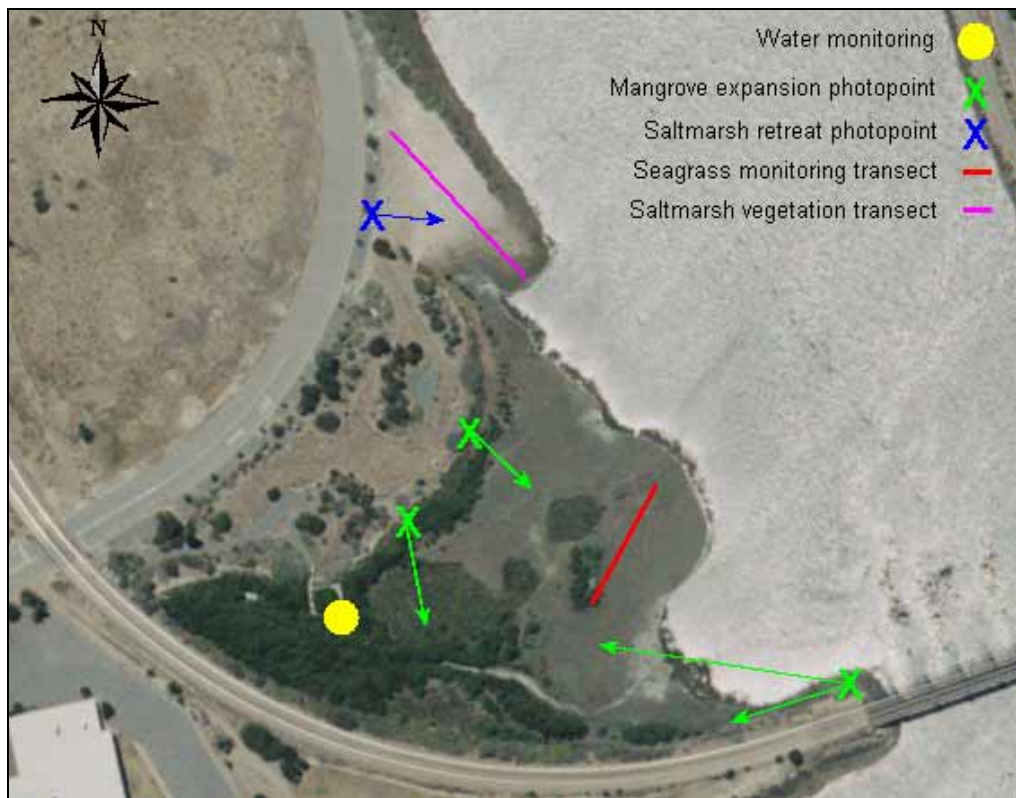 N
Water monitoring
Mangrove expansion photopoint
Saltmarsh retreat photopoint
Seagrass monitoring transect
Saltmarsh vegetation transect